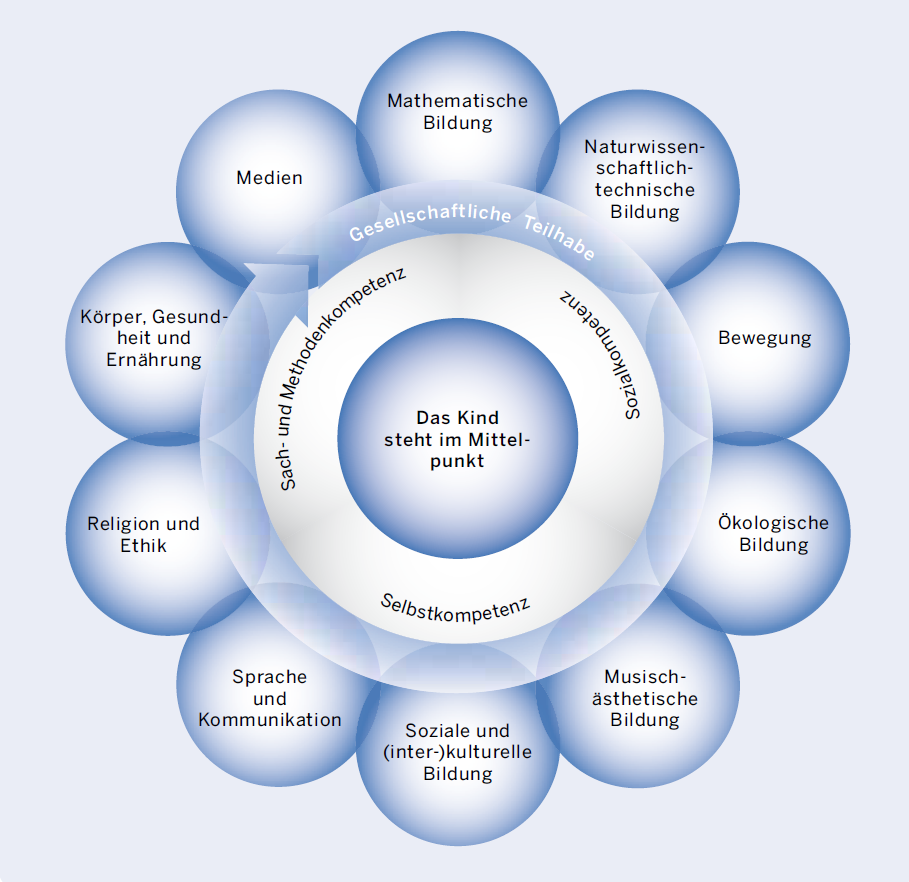 Mathematische
Bildung
Naturwissen-
schaftlich-
technische
Bildung
Bewegung
Ökologische
Bildung
Musisch-
ästhetische
Bildung
Soziale und
(inter-)kulturelle
Bildung
Sprache
und
Kommunikation
Religion und
Ethik
Körper, Gesund-
heit und
Ernährung
Medien
Gesellschaftliche Teilhabe
Sach- und Methodenkompetenz
Sozialkompetenz
Selbstkompetenz
Das Kind
steht im Mittel-
punkt